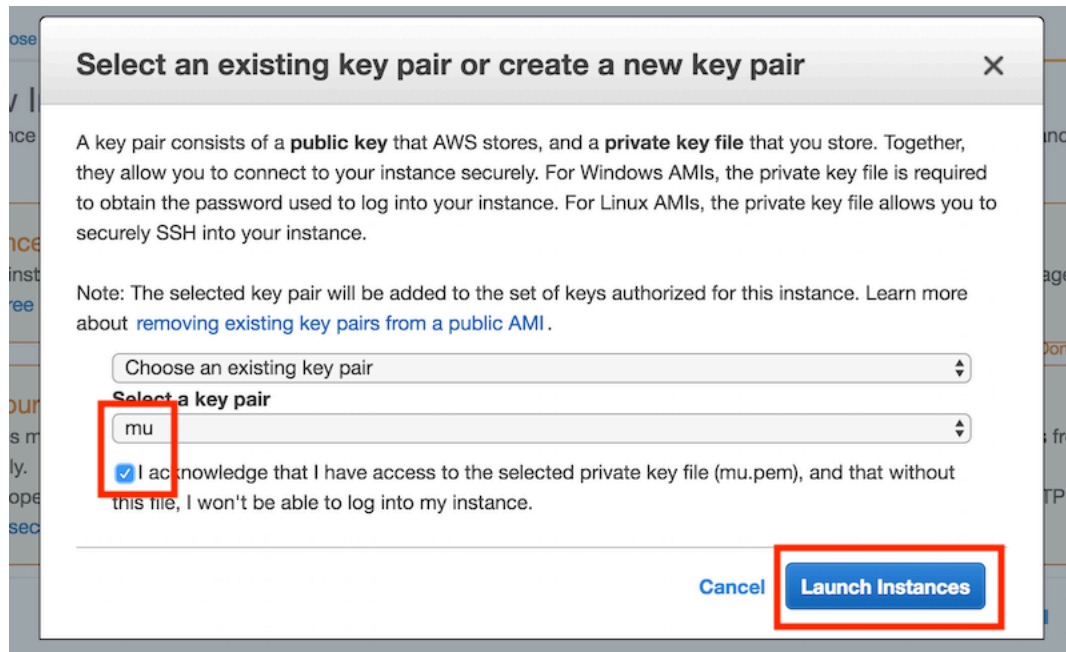 ose
Select an existing key pair or create a new key pair
A key pair consists of a public key that AWS stores, and a private key file that you store. Together,
they allow you to connect to your instance securely. For Windows AMIs, the private key file is required
to obtain the password used to log into your instance. For Linux AMIs, the private key file allows you to
securely SSH into your instance.
Note: The selected key pair will be added to the set of keys authorized for this instance. Learn more
about removing existing key pairs from a public AMI.
Choose an existing key pair
Select a key pair
mu
I acknowledge that I have access to the selected private key file (mu.pem), and that without
this file, I won't be able to log into my instance.
Cancel Launch Instances